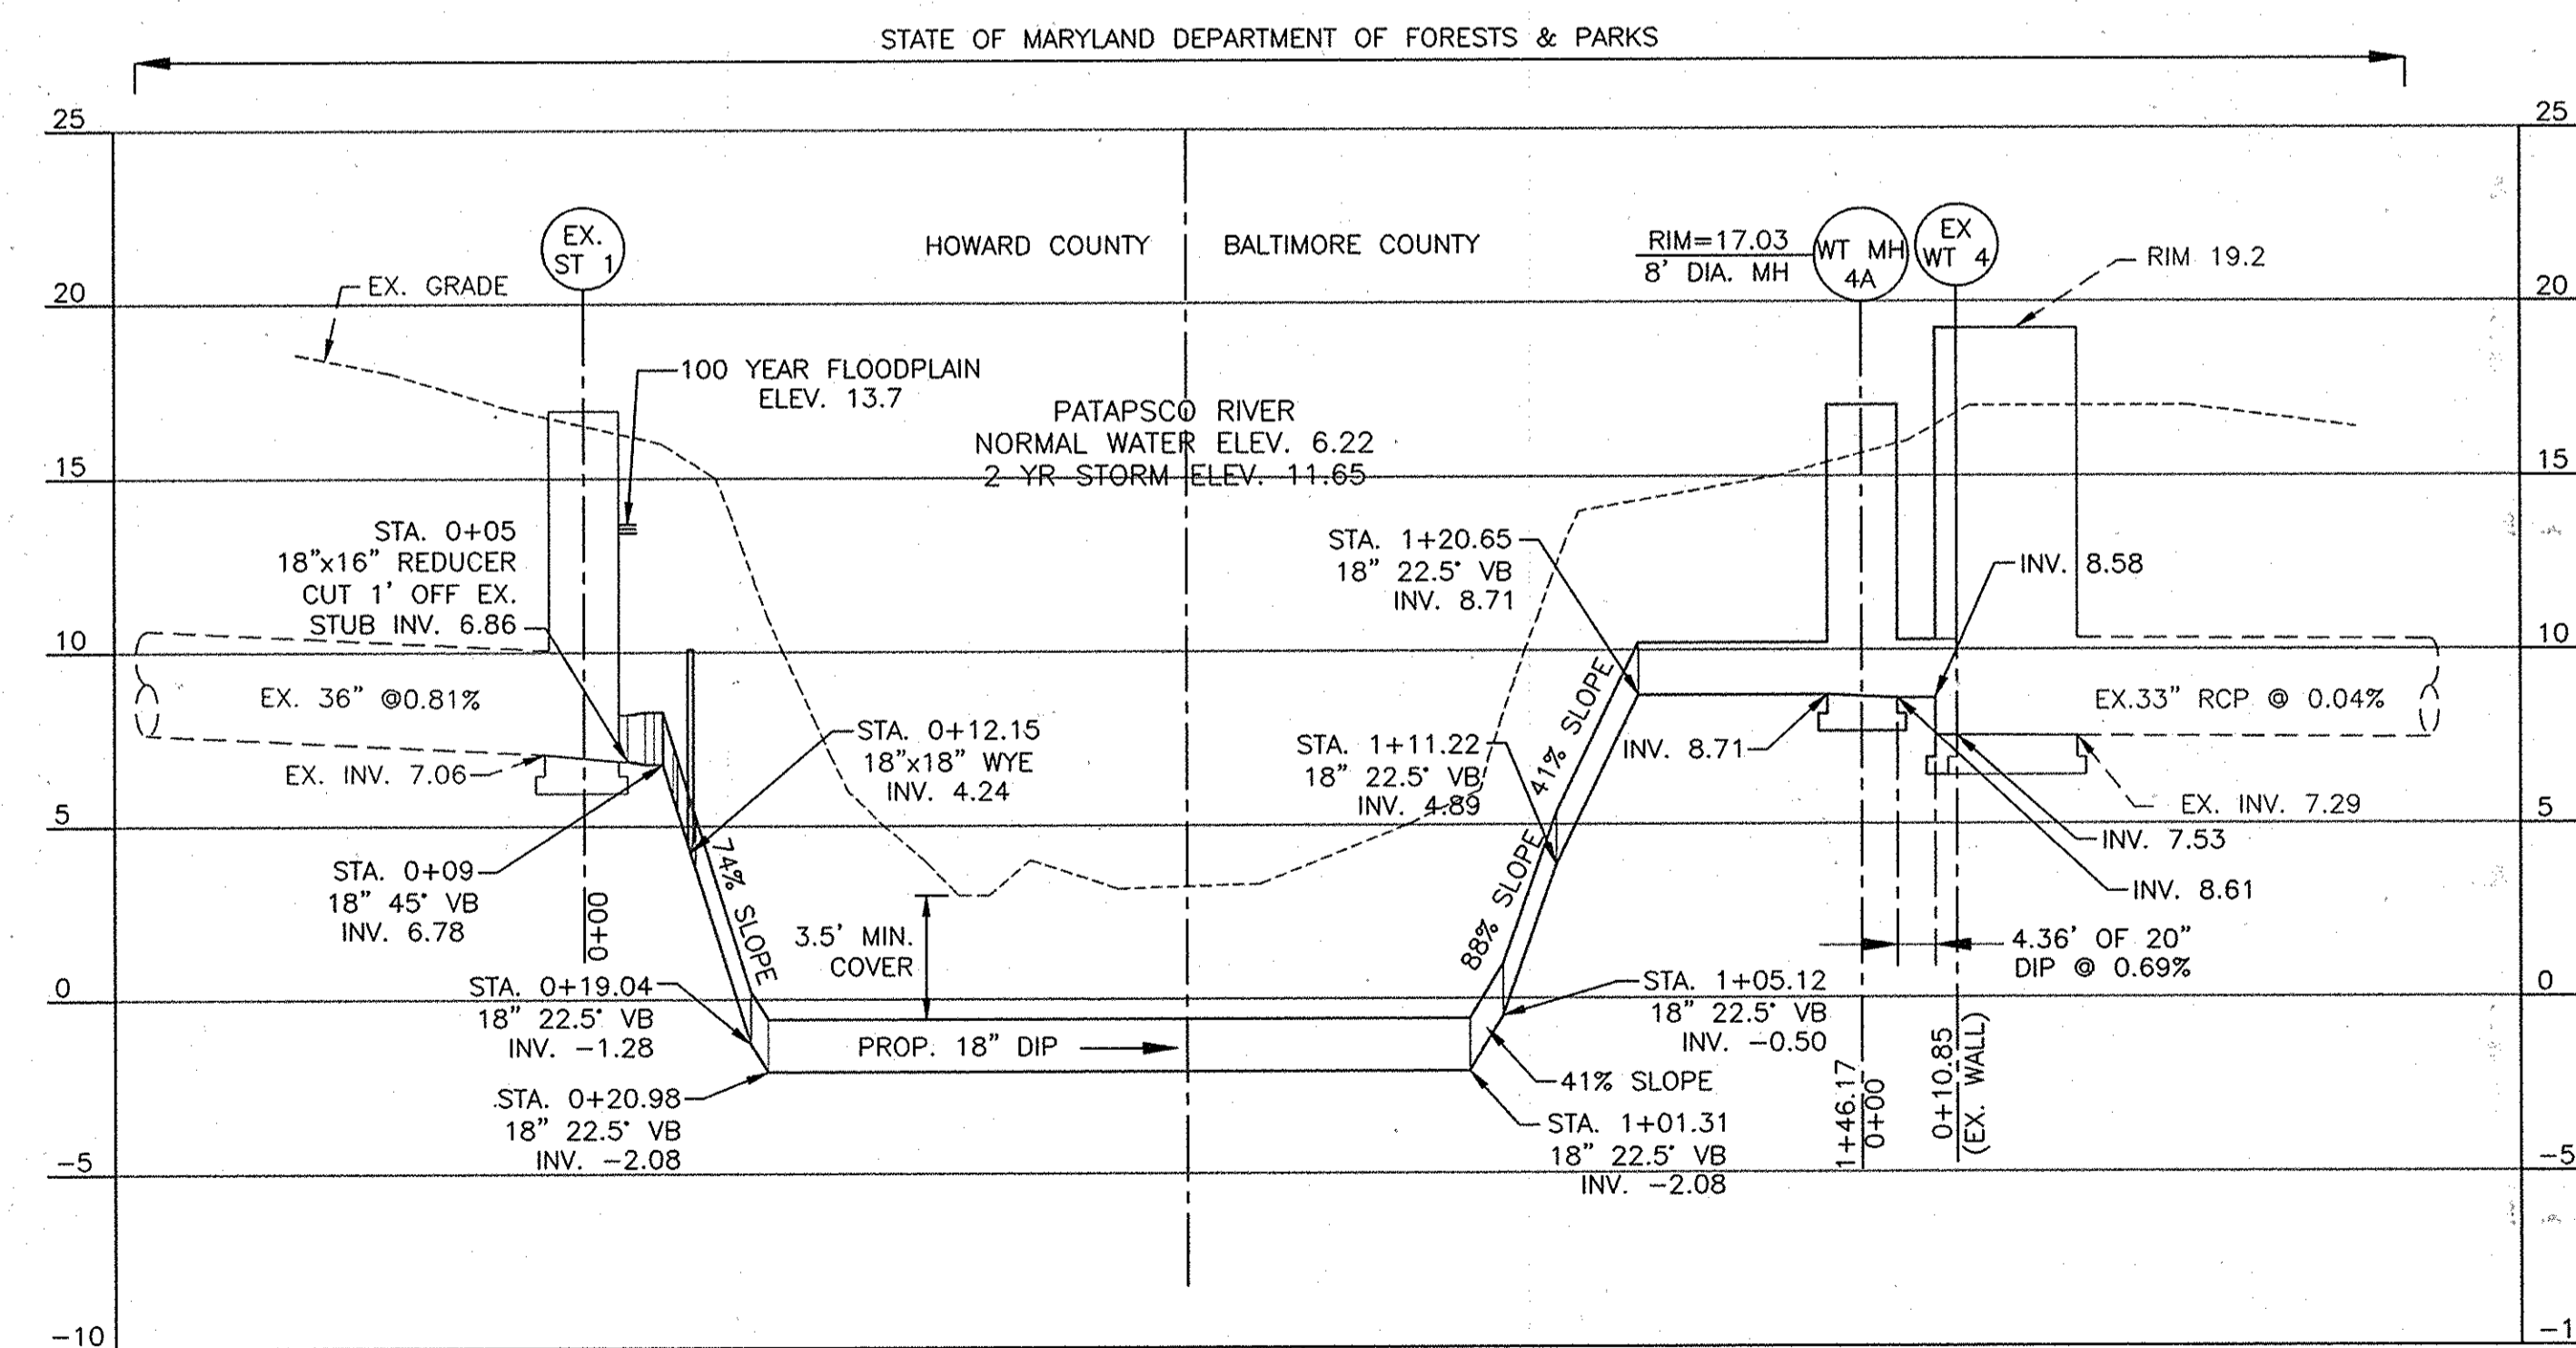 STATE OF MARYLAND DEPARTMENT OF FORESTS & PARKS
25
25
EX.
ST 1
HOWARD COUNTY
BALTIMORE COUNTY
RIM=17.03
8' DIA. MH
WT MH
4A
EX
WT 4
RIM 19.2
EX. GRADE
20
20
100 YEAR FLOODPLAIN
ELEV. 13.7
PATAPSCO RIVER
NORMAL WATER ELEV. 6.22
2 YR STORM ELEV. 11.65
15
15
STA. 0+05
18"x16" REDUCER
CUT 1' OFF EX.
STUB INV. 6.86
STA. 1+20.65
18" 22.5° VB
INV. 8.71
INV. 8.58
10
10
EX. 36" @0.81%
EX.33" RCP @ 0.04%
EX. INV. 7.06
STA. 0+12.15
18"x18" WYE
INV. 4.24
STA. 1+11.22
18" 22.5° VB
INV. 4.89
41% SLOPE
INV. 8.71
EX. INV. 7.29
INV. 7.53
INV. 8.61
5
5
STA. 0+09
18" 45° VB
INV. 6.78
0+00
74% SLOPE
3.5' MIN.
COVER
88% SLOPE
4.36' OF 20"
DIP @ 0.69%
0
0
STA. 0+19.04
18" 22.5° VB
INV. -1.28
PROP. 18" DIP
STA. 1+05.12
18" 22.5° VB
INV. -0.50
41% SLOPE
STA. 0+20.98
18" 22.5° VB
INV. -2.08
STA. 1+01.31
18" 22.5° VB
INV. -2.08
1+46.17
0+00
0+10.85
(EX. WALL)
-5
-5
-10
-1